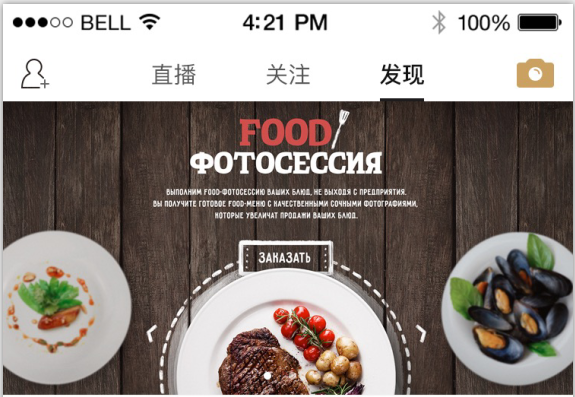 BELL 4:21 PM 100%
直播 关注 发现
FOOD
ФОТОСЕССИЯ
ВЫПОЛНИМ FOOD-ФОТОСЕССИЮ ВАШИХ БЛЮД, НЕ ВЫХОДЯ С ПРЕДПРИЯТИЯ.
ВЫ ПОЛУЧИТЕ ГОТОВОЕ FOOD-МЕНЮ С КАЧЕСТВЕННЫМИ СОЧНЫМИ ФОТОГРАФИЯМИ,
КОТОРЫЕ УВЕЛИЧАТ ПРОДАЖИ ВАШИХ БЛЮД.
ЗАКАЗАТЬ